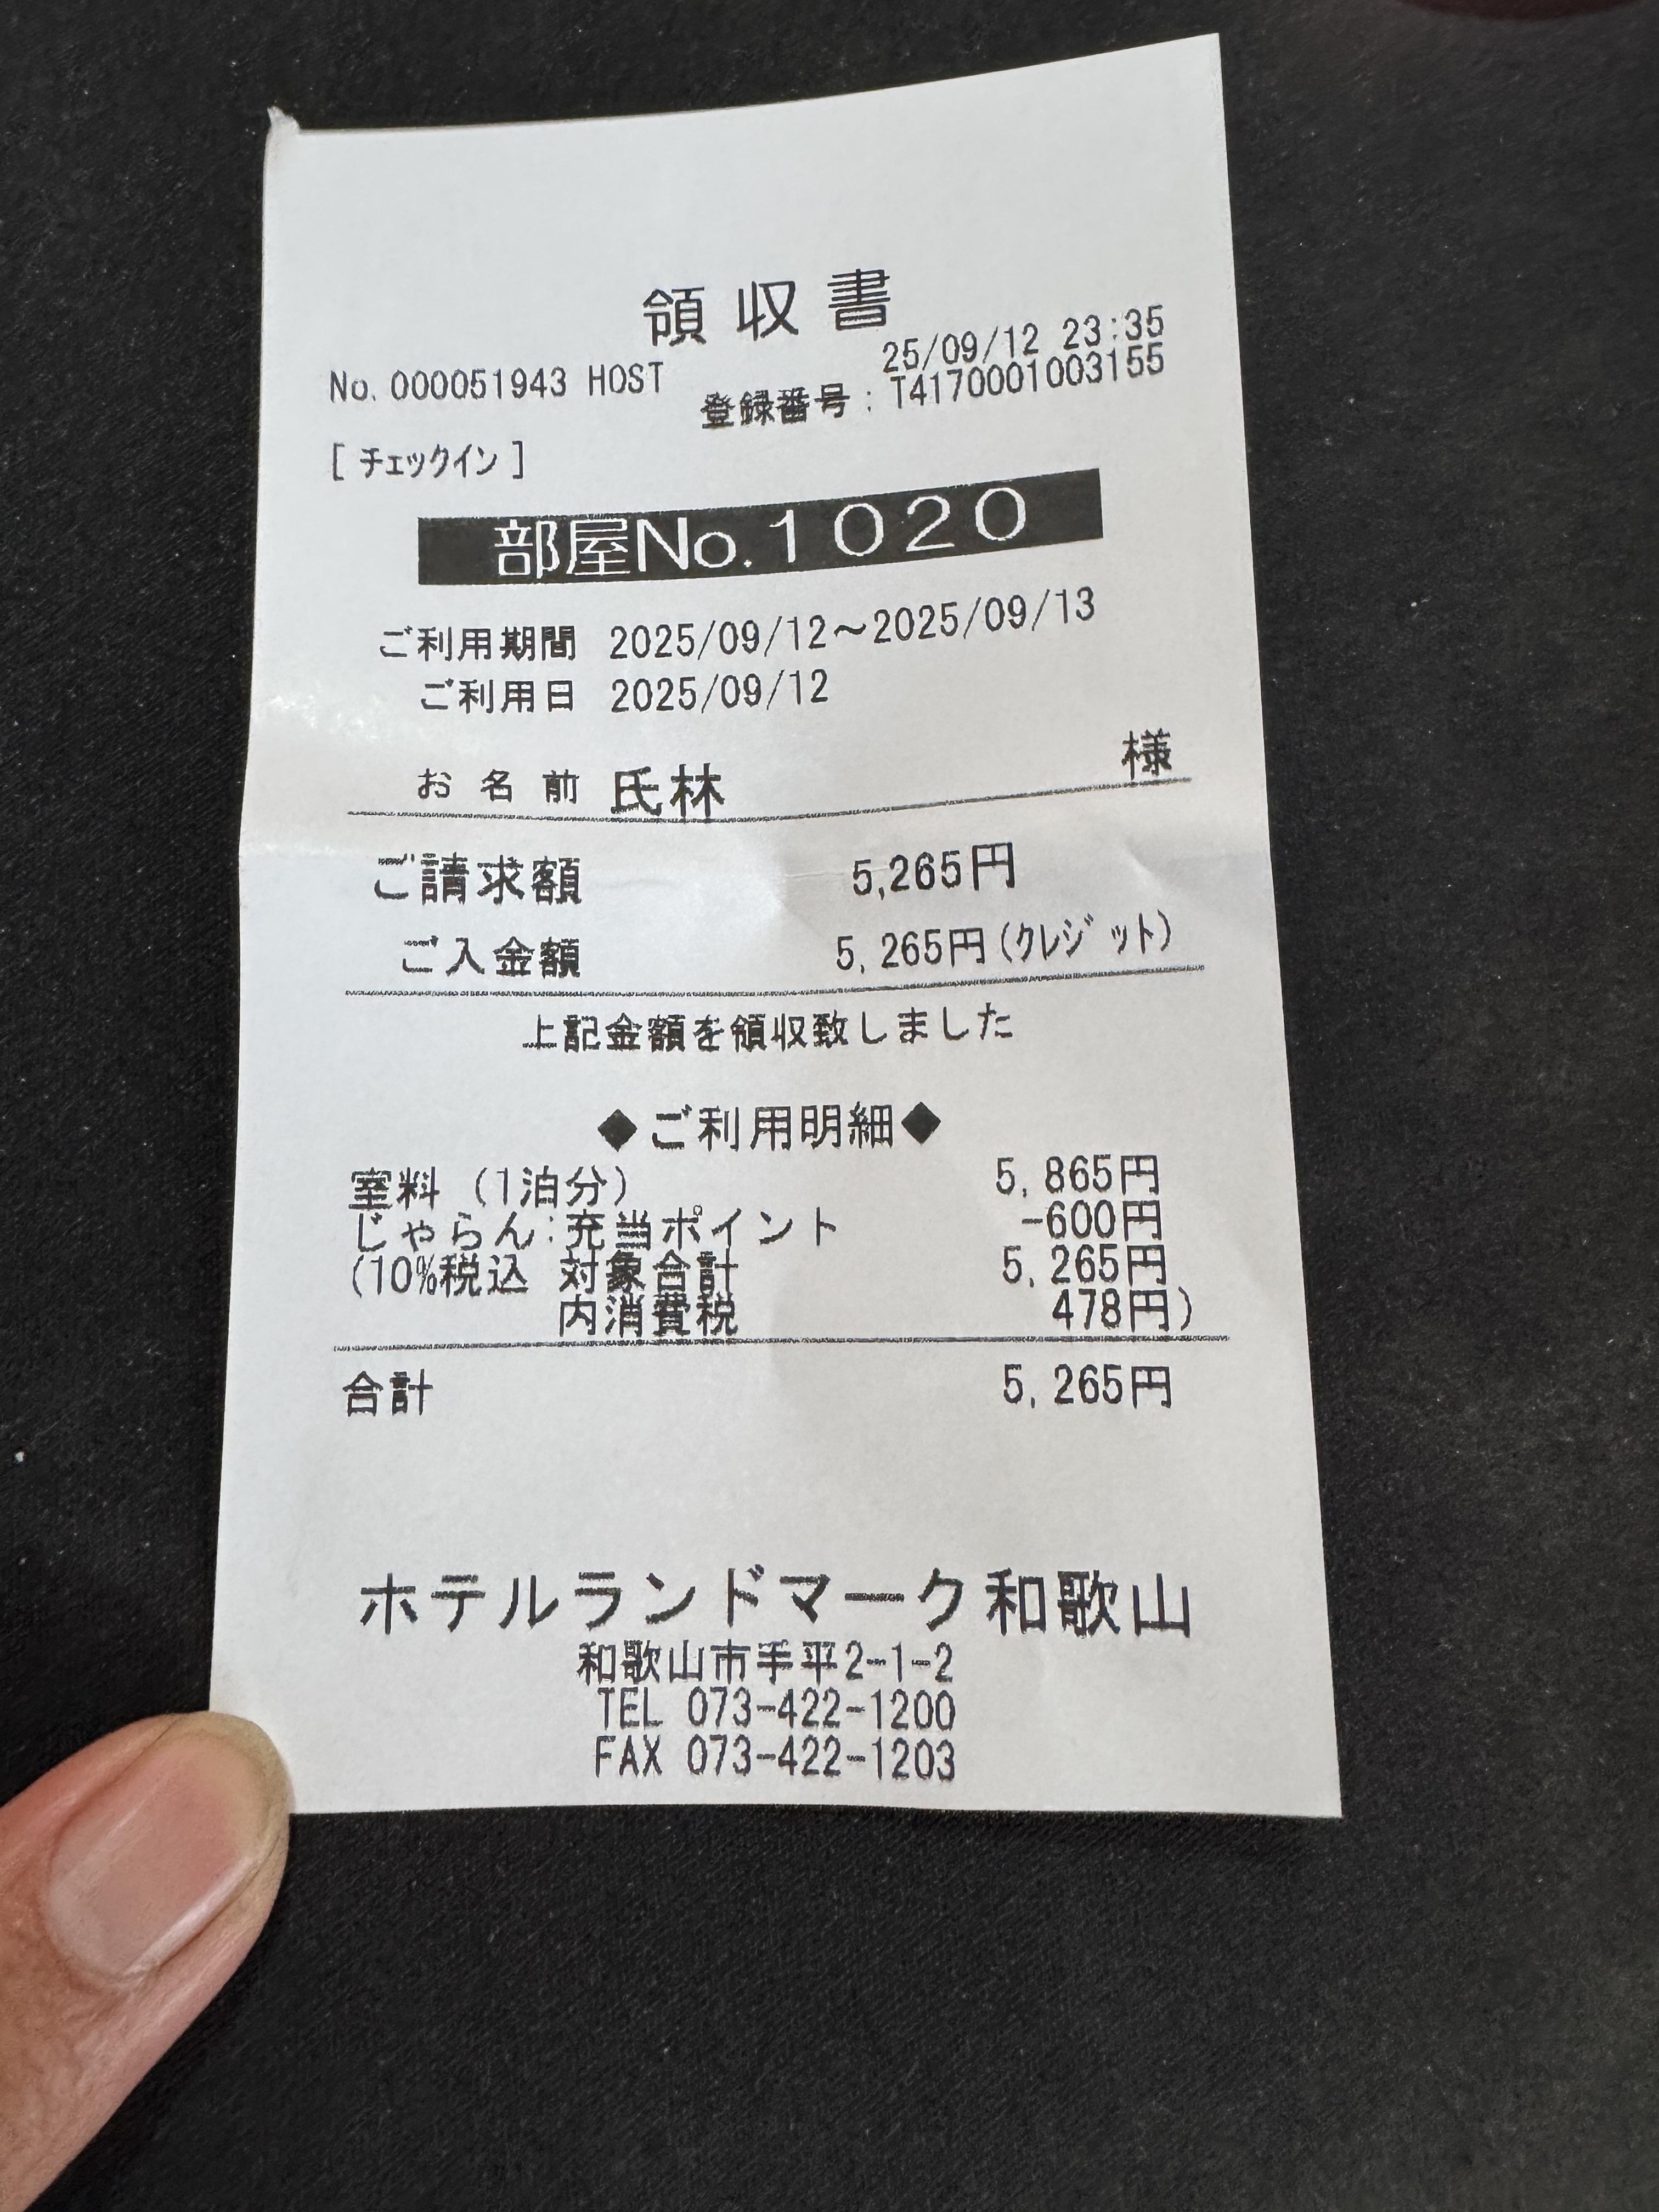 領収書
25/09/12 23:35
No.000051943 HOST
登録番号：T4170001003155
[ チェックイン ]
部屋No.1020
ご利用期間 2025/09/12～2025/09/13
ご利用日 2025/09/12
お名前 氏林 様
ご請求額 5,265円
ご入金額 5,265円(クレジット)
上記金額を領収致しました
◆ご利用明細◆
室料（1泊分） 5,865円
じゃらん:充当ポイント -600円
(10%税込 対象合計 5,265円
内消費税 478円)
合計 5,265円
ホテルランドマーク和歌山
和歌山市手平2-1-2
TEL 073-422-1200
FAX 073-422-1203